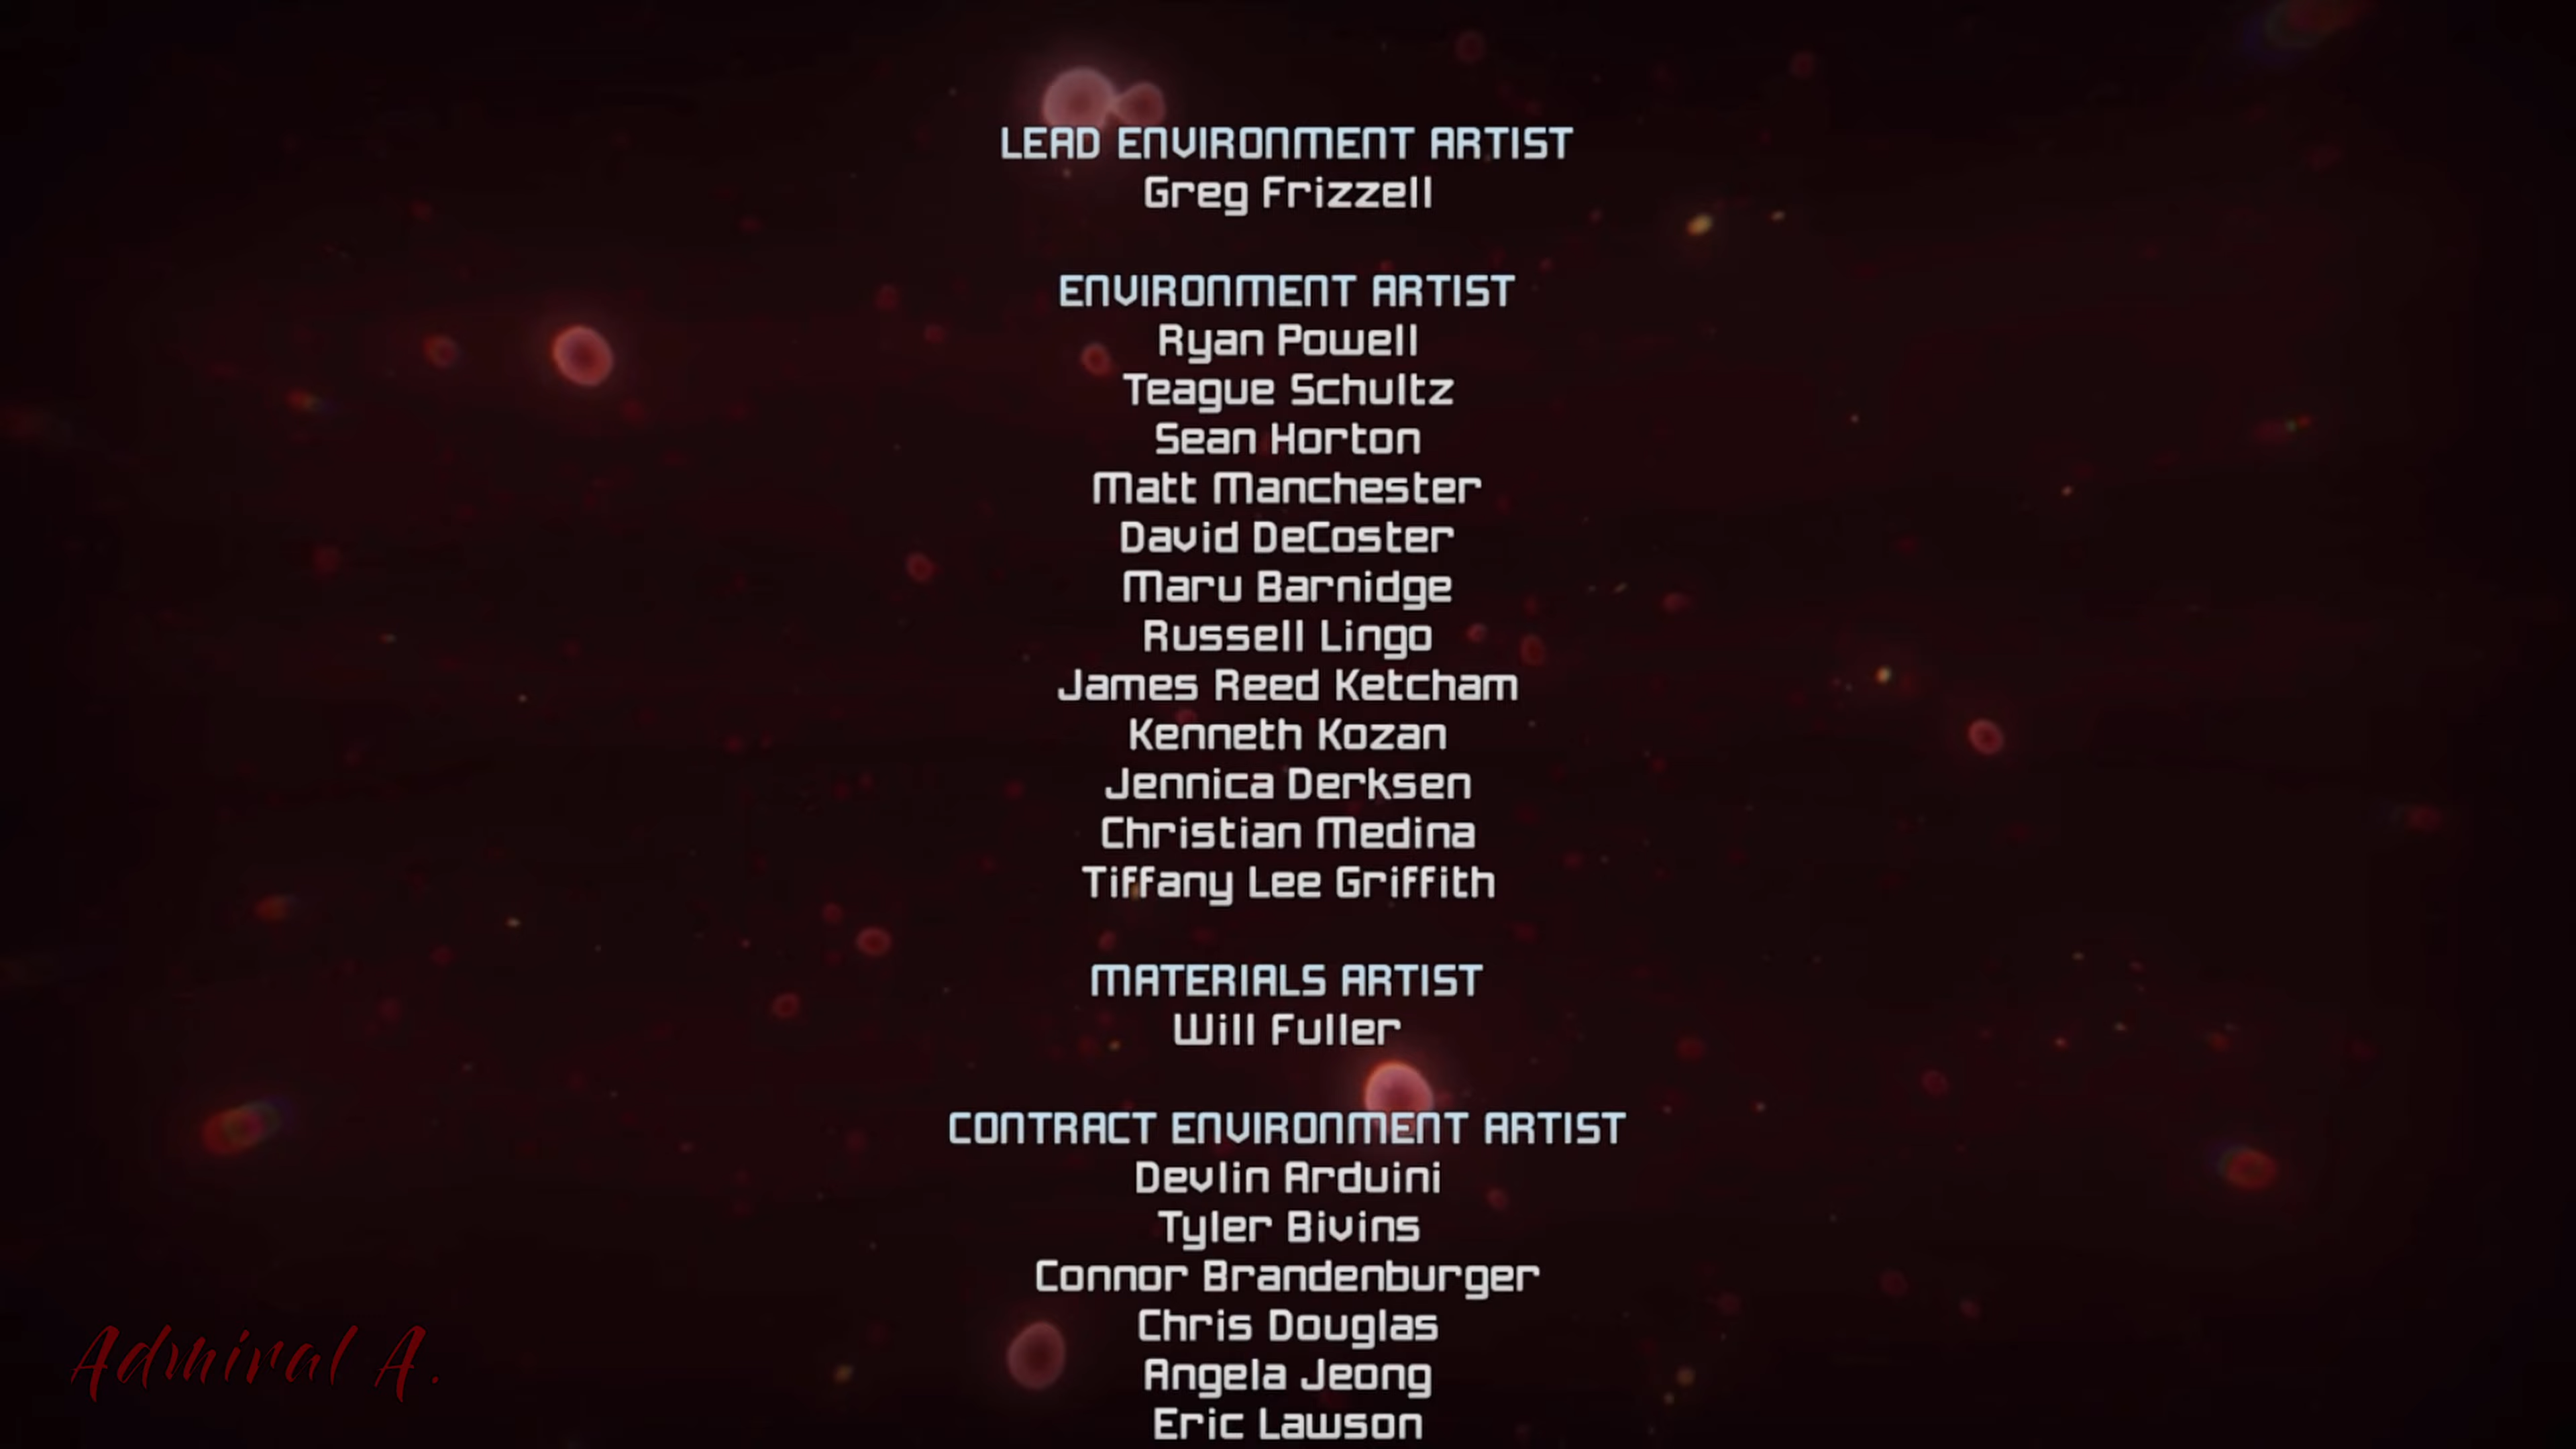 LEAD ENVIRONMENT ARTIST
Greg Frizzell
ENVIRONMENT ARTIST
Ryan Powell
Teague Schultz
Sean Horton
Matt Manchester
David DeCoster
Maru Barnidge
Russell Lingo
James Reed Ketcham
Kenneth Kozan
Jennica Derksen
Christian Medina
Tiffany Lee Griffith
MATERIALS ARTIST
Will Fuller
CONTRACT ENVIRONMENT ARTIST
Devlin Arduini
Tyler Bivins
Connor Brandenburger
Chris Douglas
Angela Jeong
Eric Lawson
Admiral A.